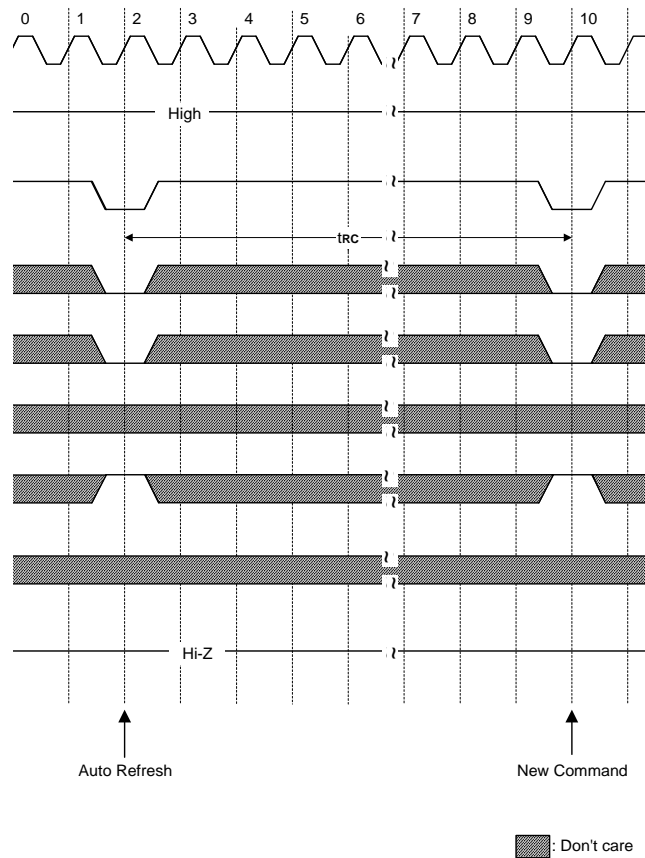 0 1 2 3 4 5 6 7 8 9 10
High
tRC
Hi-Z
Auto Refresh New Command
: Don't care